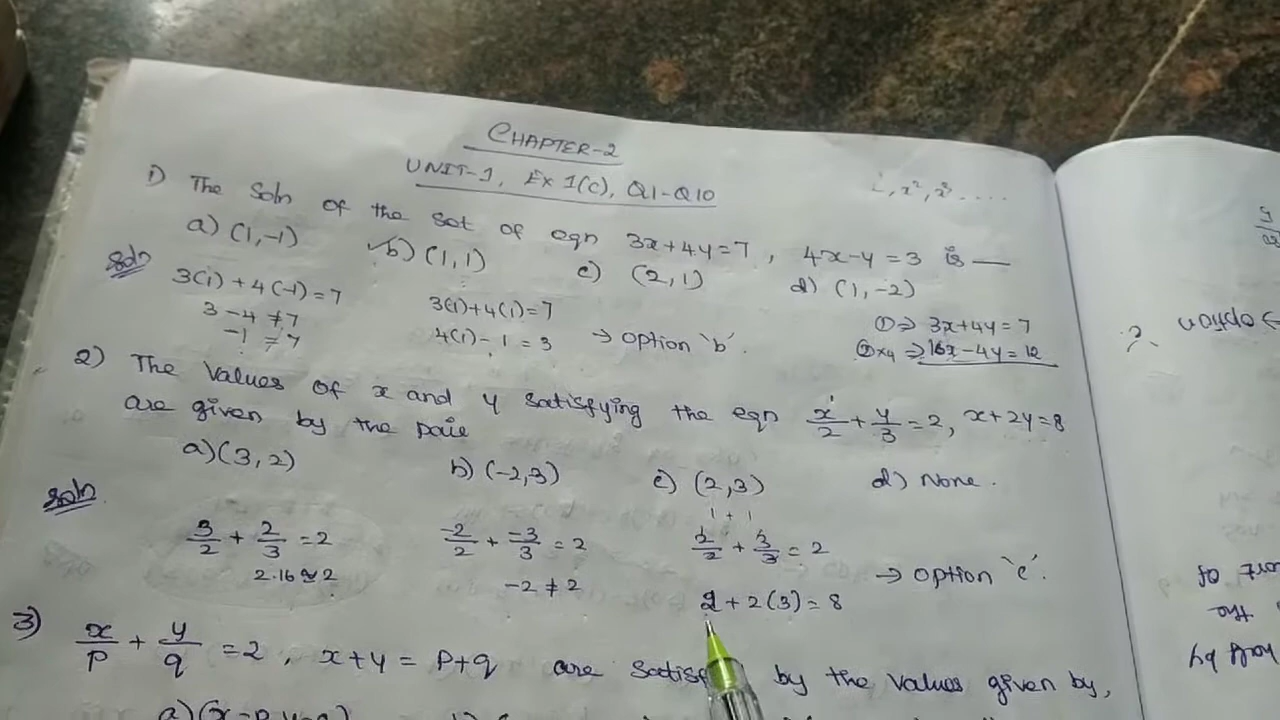 CHAPTER-2
UNIT-1, EX 1(C), Q1-Q10
x², x³, ....
1) The Soln of the set of eqn 3x+4y=7, 4x-y=3 is —
a) (1,-1) ✓b) (1,1) c) (2,1) d) (1,-2)
Soln
3(1)+4(-1)=7 3(1)+4(1)=7 ①⇒ 3x+4y=7
3-4≠7 4(1)-1=3 → Option 'b'. ②×4 ⇒16x-4y=12
-1≠7
2) The Values of x and y satisfying the eqn x/2+y/3=2, x+2y=8
are given by the pair
a)(3,2) b) (-2,3) c) (2,3) d) None.
Soln
1 + 1
3/2 + 2/3 =2 -2/2 + -3/3 =2 2/2 + 3/3 = 2
2.16≈2 -2≠2 → Option 'c'.
2+2(3)=8
3) x/p + y/q =2, x+y=p+q are by the values given by,
→ option
the